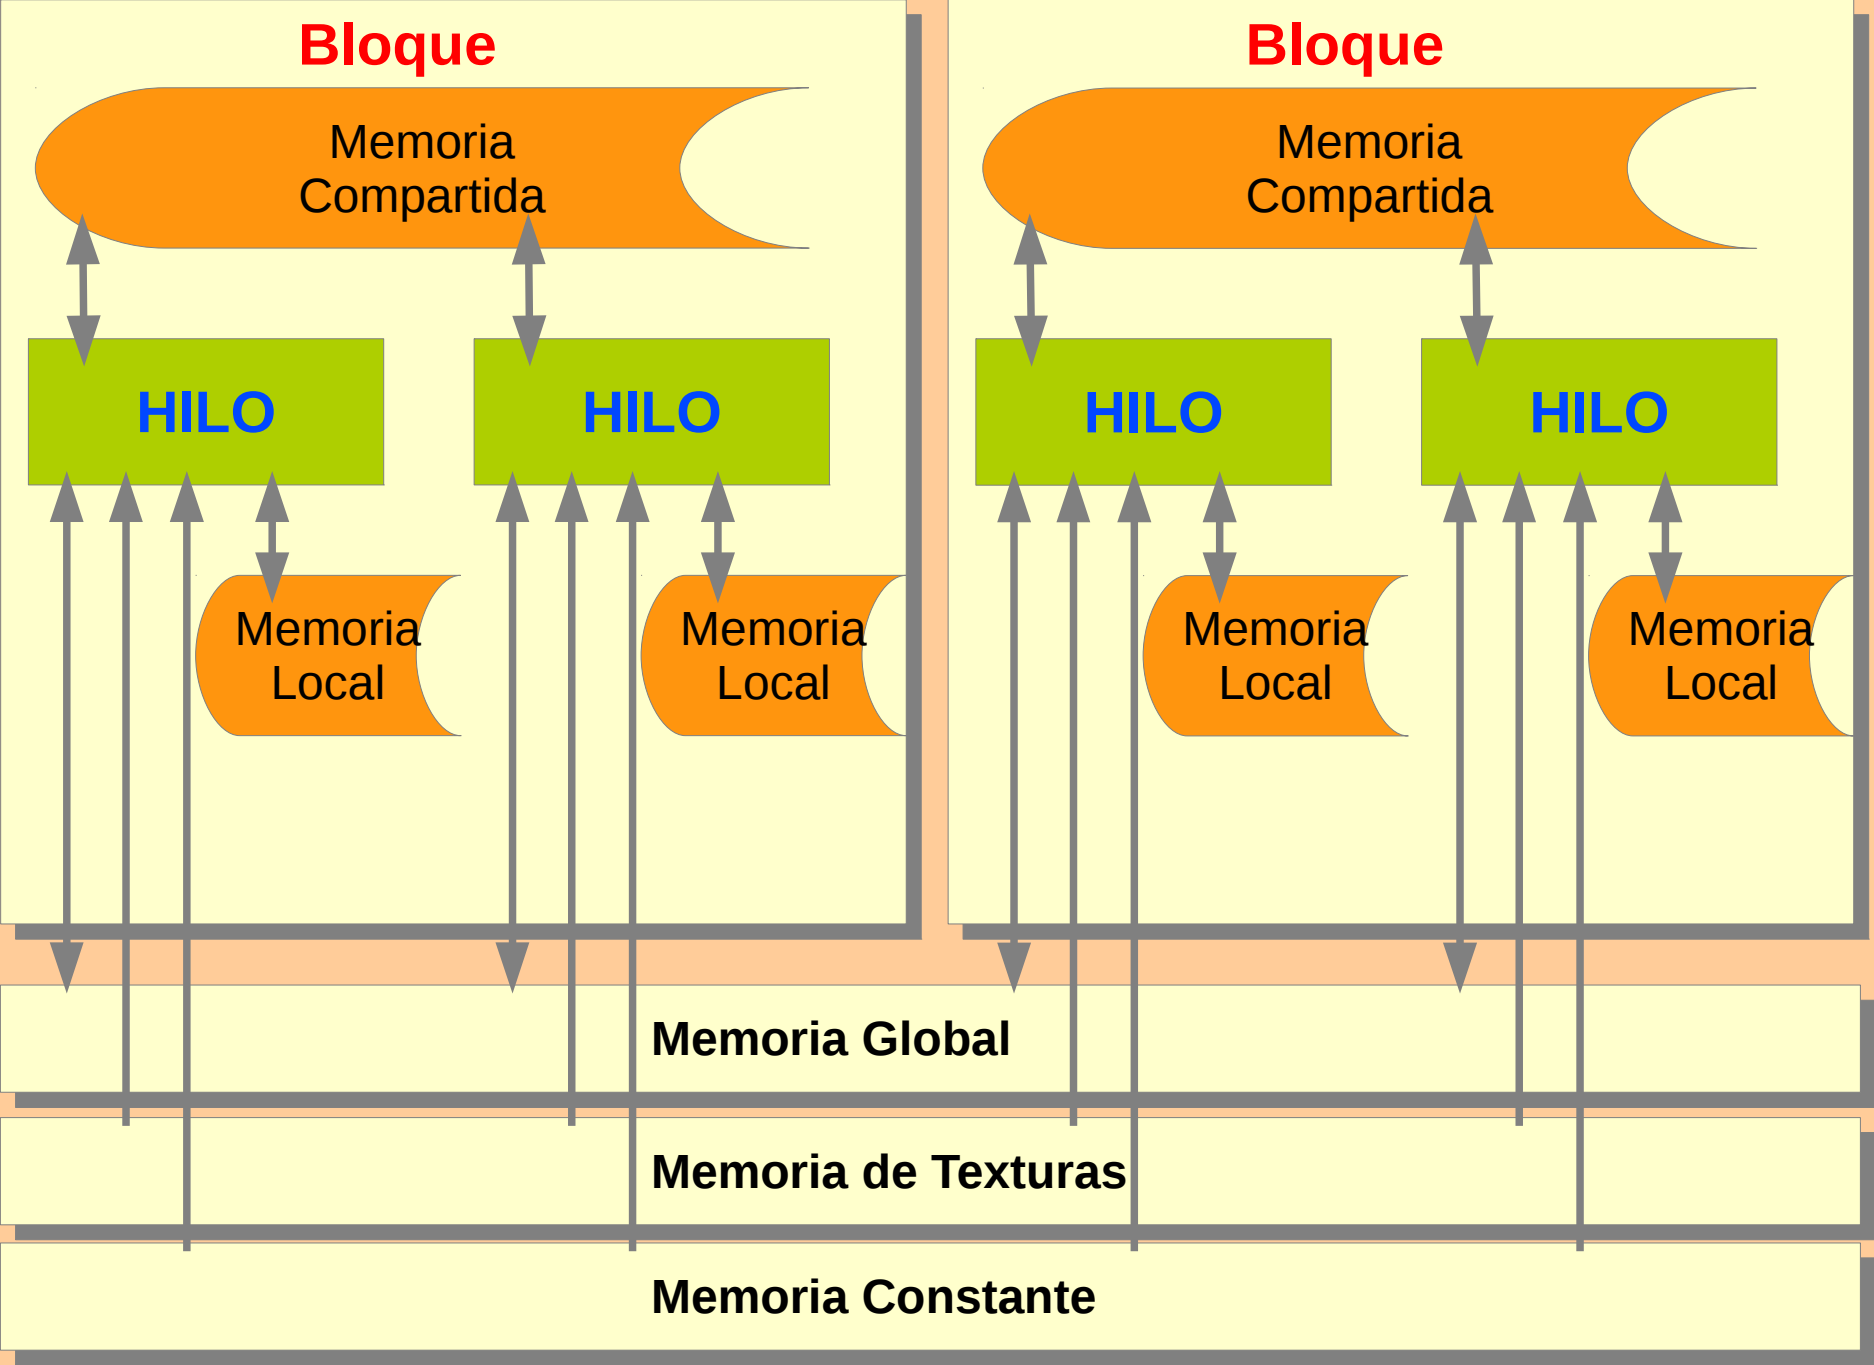 Bloque
Memoria
Compartida
HILO
HILO
Memoria
Local
Memoria
Local
Bloque
Memoria
Compartida
HILO
HILO
Memoria
Local
Memoria
Local
Memoria Global
Memoria de Texturas
Memoria Constante